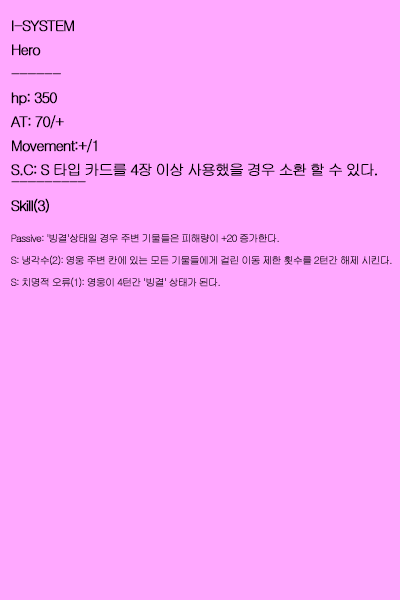 I-SYSTEM
Hero
------
hp: 350
AT: 70/+
Movement:+/1
S.C: S 타입 카드를 4장 이상 사용했을 경우 소환 할 수 있다.
---------
Skill(3)
Passive: '빙결'상태일 경우 주변 기물들은 피해량이 +20 증가한다.
S: 냉각수(2): 영웅 주변 칸에 있는 모든 기물들에게 걸린 이동 제한 횟수를 2턴간 해제 시킨다.
S: 치명적 오류(1): 영웅이 4턴간 '빙결' 상태가 된다.